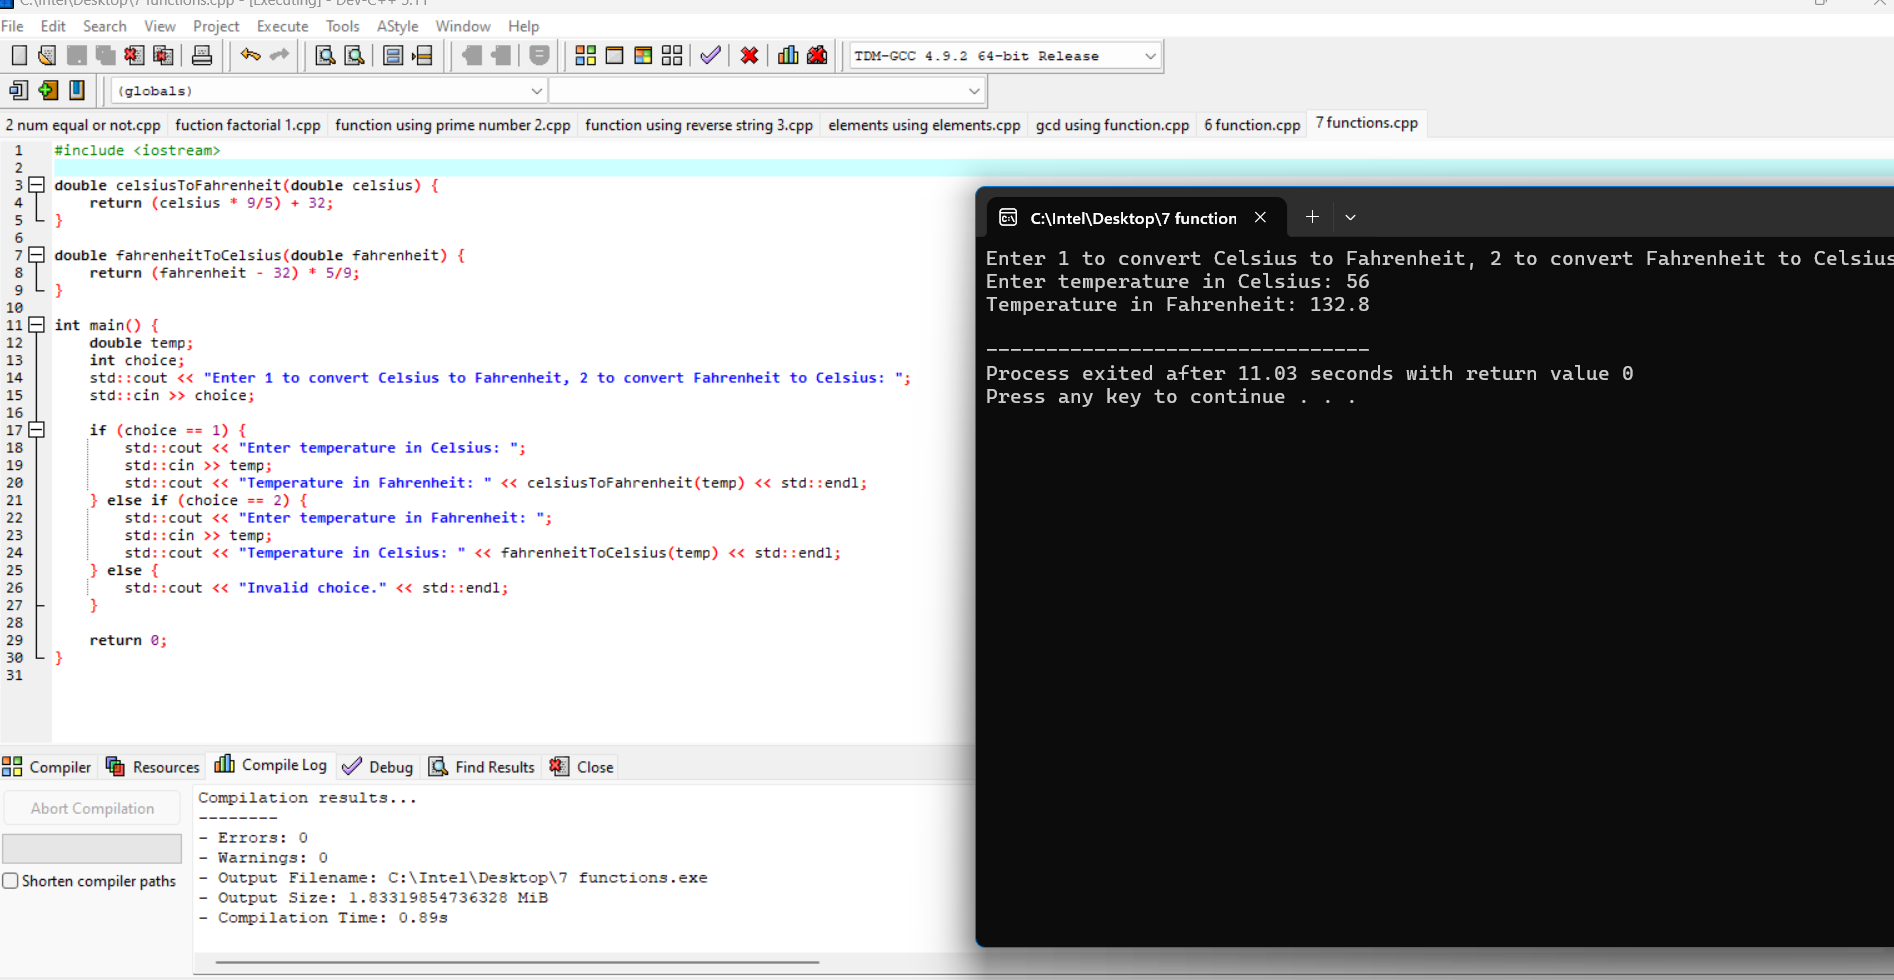 C:\Intel\Desktop\7 functions.cpp - [Executing] - Dev-C++ 5.11
File Edit Search View Project Execute Tools AStyle Window Help
TDM-GCC 4.9.2 64-bit Release
(globals)
2 num equal or not.cpp fuction factorial 1.cpp function using prime number 2.cpp function using reverse string 3.cpp elements using elements.cpp gcd using function.cpp 6 function.cpp 7 functions.cpp
1 #include <iostream>
2
3 double celsiusToFahrenheit(double celsius) {
4 return (celsius * 9/5) + 32;
5 }
6
7 double fahrenheitToCelsius(double fahrenheit) {
8 return (fahrenheit - 32) * 5/9;
9 }
10
11 int main() {
12 double temp;
13 int choice;
14 std::cout << "Enter 1 to convert Celsius to Fahrenheit, 2 to convert Fahrenheit to Celsius: ";
15 std::cin >> choice;
16
17 if (choice == 1) {
18 std::cout << "Enter temperature in Celsius: ";
19 std::cin >> temp;
20 std::cout << "Temperature in Fahrenheit: " << celsiusToFahrenheit(temp) << std::endl;
21 } else if (choice == 2) {
22 std::cout << "Enter temperature in Fahrenheit: ";
23 std::cin >> temp;
24 std::cout << "Temperature in Celsius: " << fahrenheitToCelsius(temp) << std::endl;
25 } else {
26 std::cout << "Invalid choice." << std::endl;
27 }
28
29 return 0;
30 }
31
C:\Intel\Desktop\7 function
Enter 1 to convert Celsius to Fahrenheit, 2 to convert Fahrenheit to Celsius
Enter temperature in Celsius: 56
Temperature in Fahrenheit: 132.8
--------------------------------
Process exited after 11.03 seconds with return value 0
Press any key to continue . . .
Compiler Resources Compile Log Debug Find Results Close
Abort Compilation
Shorten compiler paths
Compilation results...
--------
- Errors: 0
- Warnings: 0
- Output Filename: C:\Intel\Desktop\7 functions.exe
- Output Size: 1.83319854736328 MiB
- Compilation Time: 0.89s